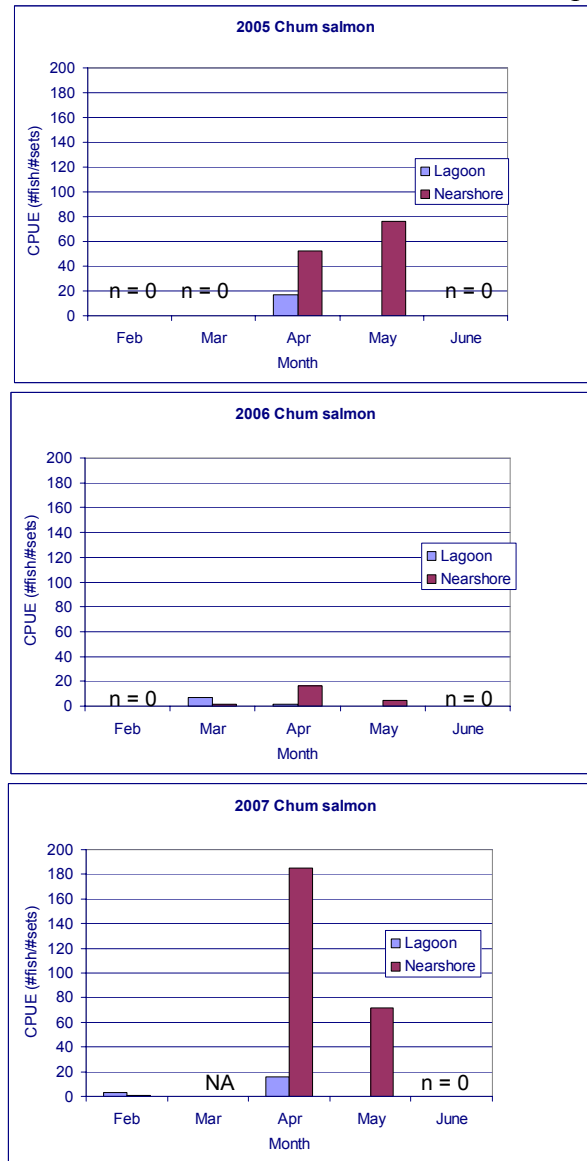 2005 Chum salmon
200
180
160
140
120
100
80
60
40
20
0
CPUE (#fish/#sets)
Lagoon
Nearshore
n = 0 n = 0 n = 0
Feb Mar Apr May June
Month
2006 Chum salmon
200
180
160
140
120
100
80
60
40
20
0
CPUE (#fish/#sets)
Lagoon
Nearshore
n = 0 n = 0
Feb Mar Apr May June
Month
2007 Chum salmon
200
180
160
140
120
100
80
60
40
20
0
CPUE (#fish/#sets)
Lagoon
Nearshore
NA n = 0
Feb Mar Apr May June
Month